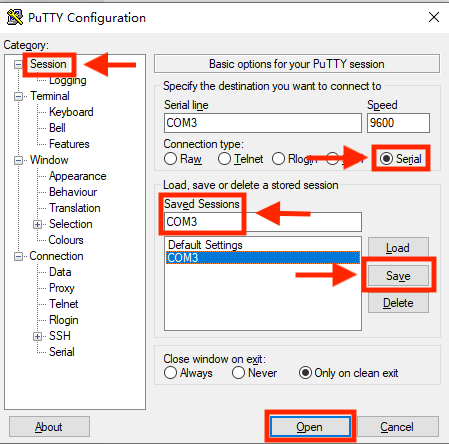 PuTTY Configuration
Category:
Session
Logging
Terminal
Keyboard
Bell
Features
Window
Appearance
Behaviour
Translation
Selection
Colours
Connection
Data
Proxy
Telnet
Rlogin
SSH
Serial
Basic options for your PuTTY session
Specify the destination you want to connect to
Serial line Speed
COM3 9600
Connection type:
Raw Telnet Rlogin Serial
Load, save or delete a stored session
Saved Sessions
COM3
Default Settings
COM3
Load
Save
Delete
Close window on exit:
Always Never Only on clean exit
About Open Cancel